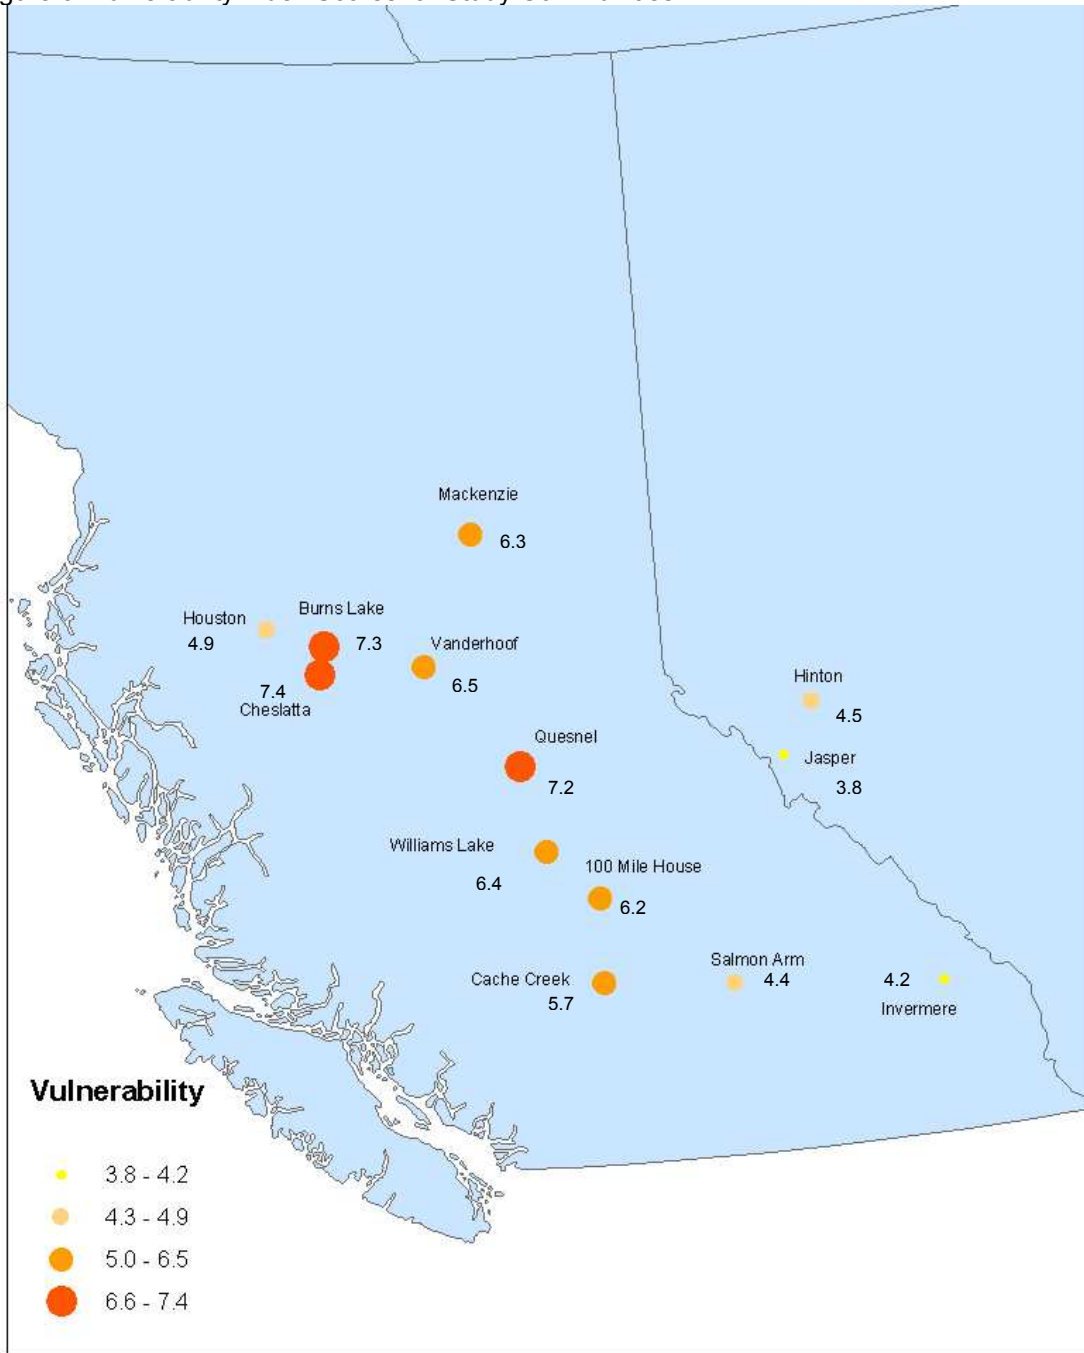 Mackenzie
6.3
Burns Lake
Houston
4.9
7.3
Vanderhoof
6.5
7.4
Cheslatta
Hinton
4.5
Quesnel
7.2
Jasper
3.8
Williams Lake
6.4
100 Mile House
6.2
Salmon Arm
4.4
Cache Creek
5.7
4.2
Invermere
Vulnerability
3.8 - 4.2
4.3 - 4.9
5.0 - 6.5
6.6 - 7.4